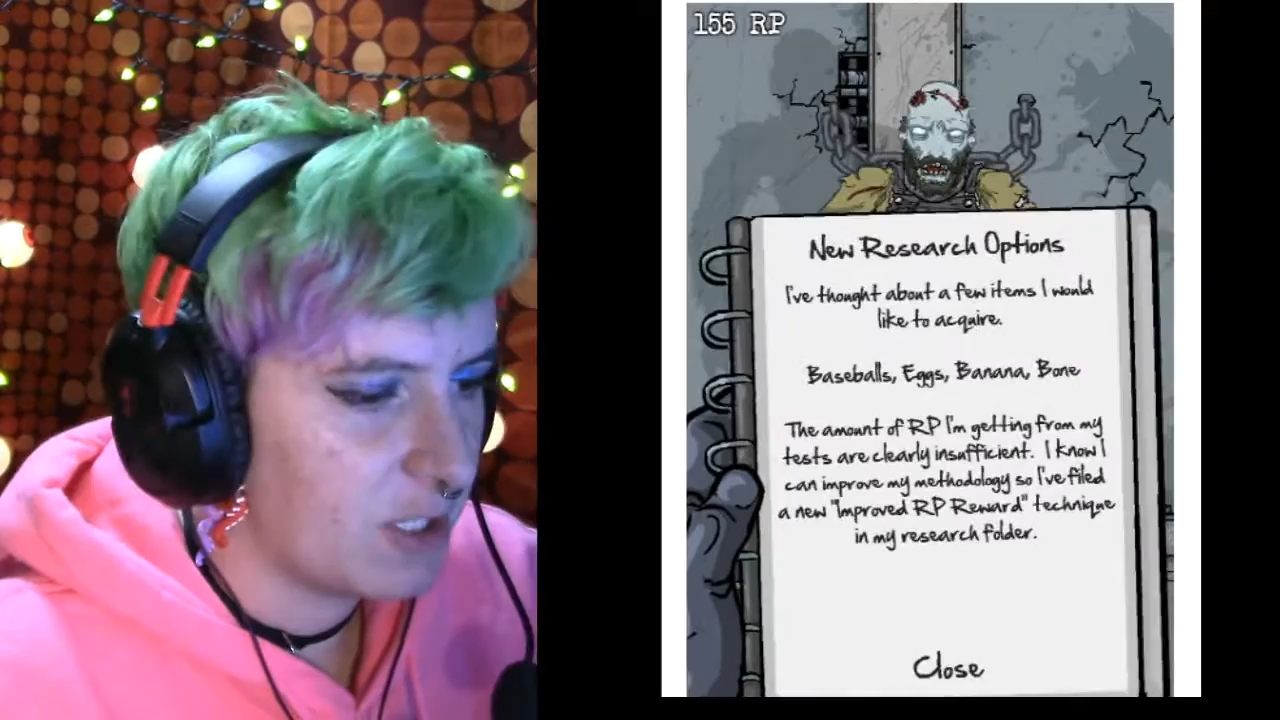 155 RP
New Research Options
I've thought about a few items I would
like to acquire.
Baseballs, Eggs, Banana, Bone
The amount of RP I'm getting from my
tests are clearly insufficient. I know I
can improve my methodology so I've filed
a new "Improved RP Reward" technique
in my research folder.
Close